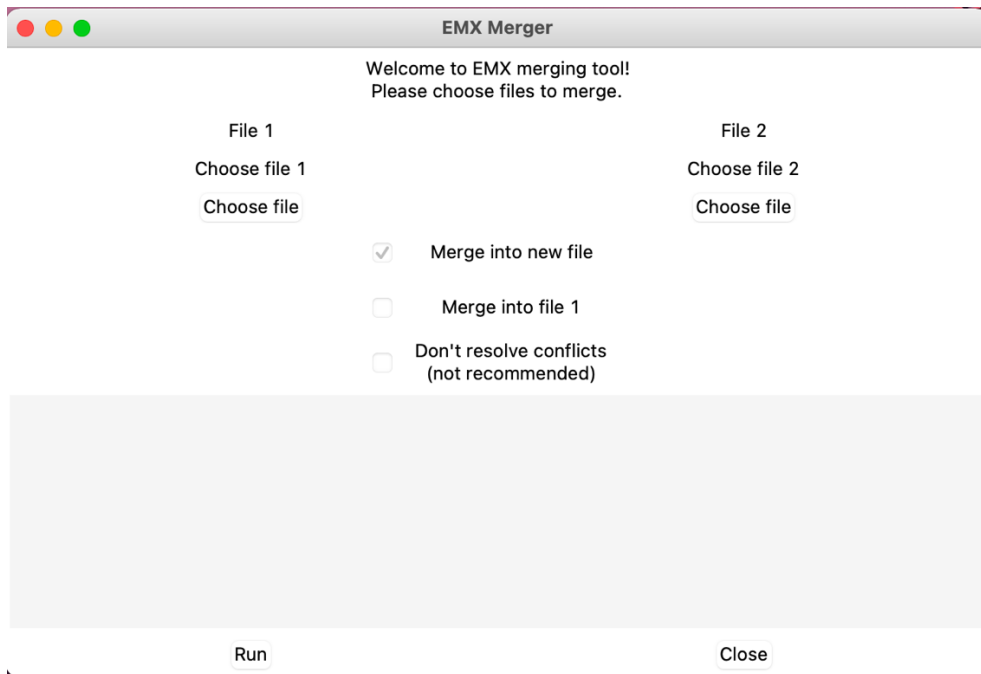 EMX Merger
Welcome to EMX merging tool!
Please choose files to merge.
File 1
File 2
Choose file 1
Choose file 2
Choose file
Choose file
Merge into new file
Merge into file 1
Don't resolve conflicts
(not recommended)
Run
Close